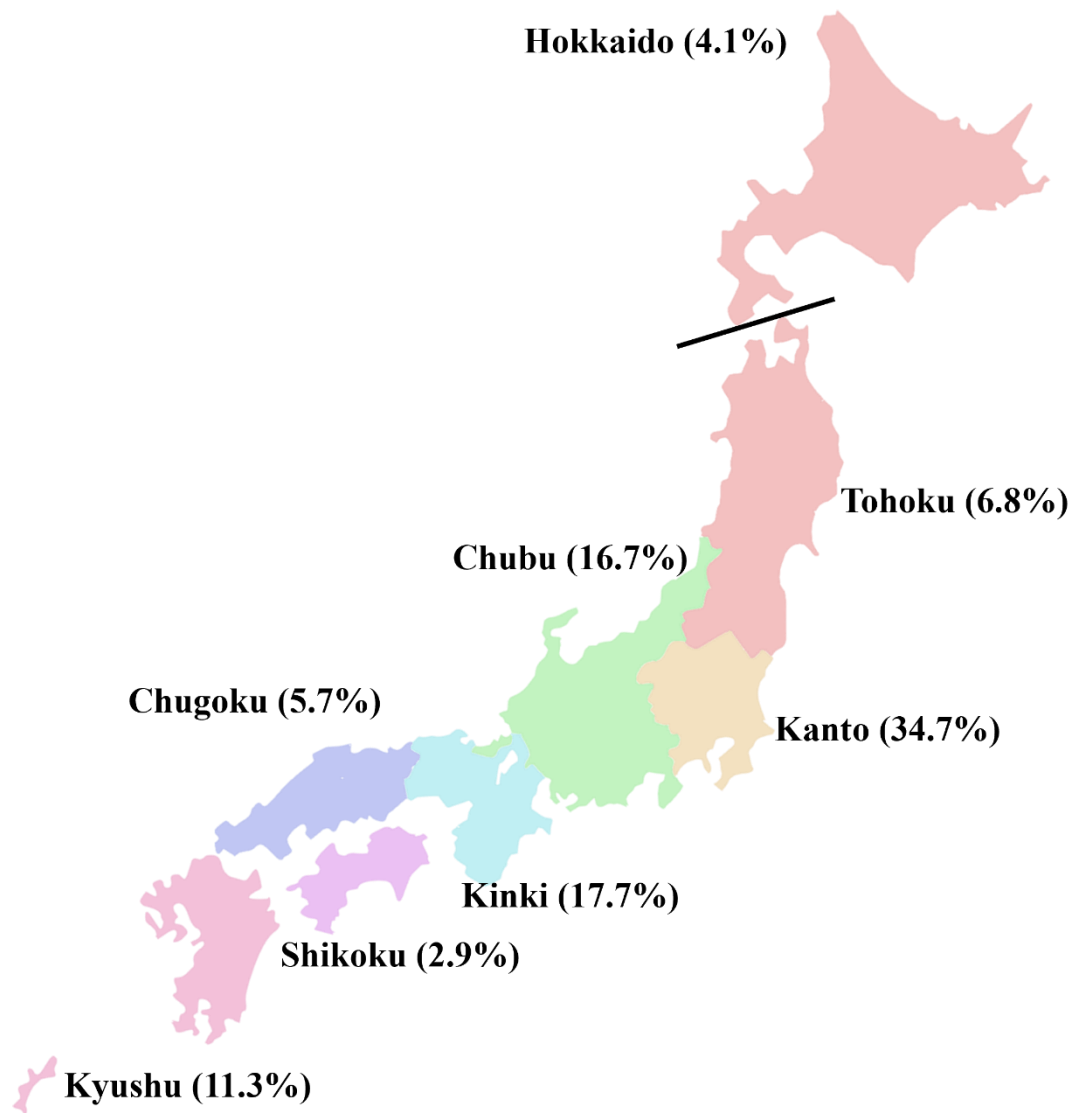 Hokkaido (4.1%)
Tohoku (6.8%)
Chubu (16.7%)
Chugoku (5.7%)
Kanto (34.7%)
Kinki (17.7%)
Shikoku (2.9%)
Kyushu (11.3%)